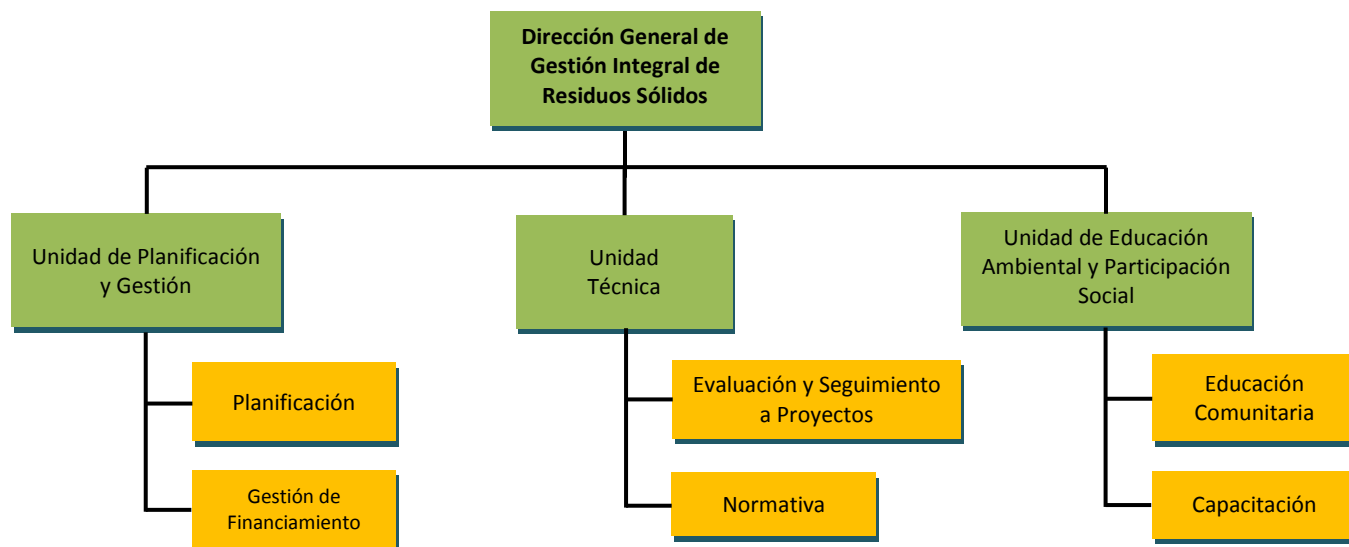 Dirección General de
Gestión Integral de
Residuos Sólidos
Unidad de Planificación
y Gestión
Unidad
Técnica
Unidad de Educación
Ambiental y Participación
Social
Planificación
Gestión de
Financiamiento
Evaluación y Seguimiento
a Proyectos
Normativa
Educación
Comunitaria
Capacitación